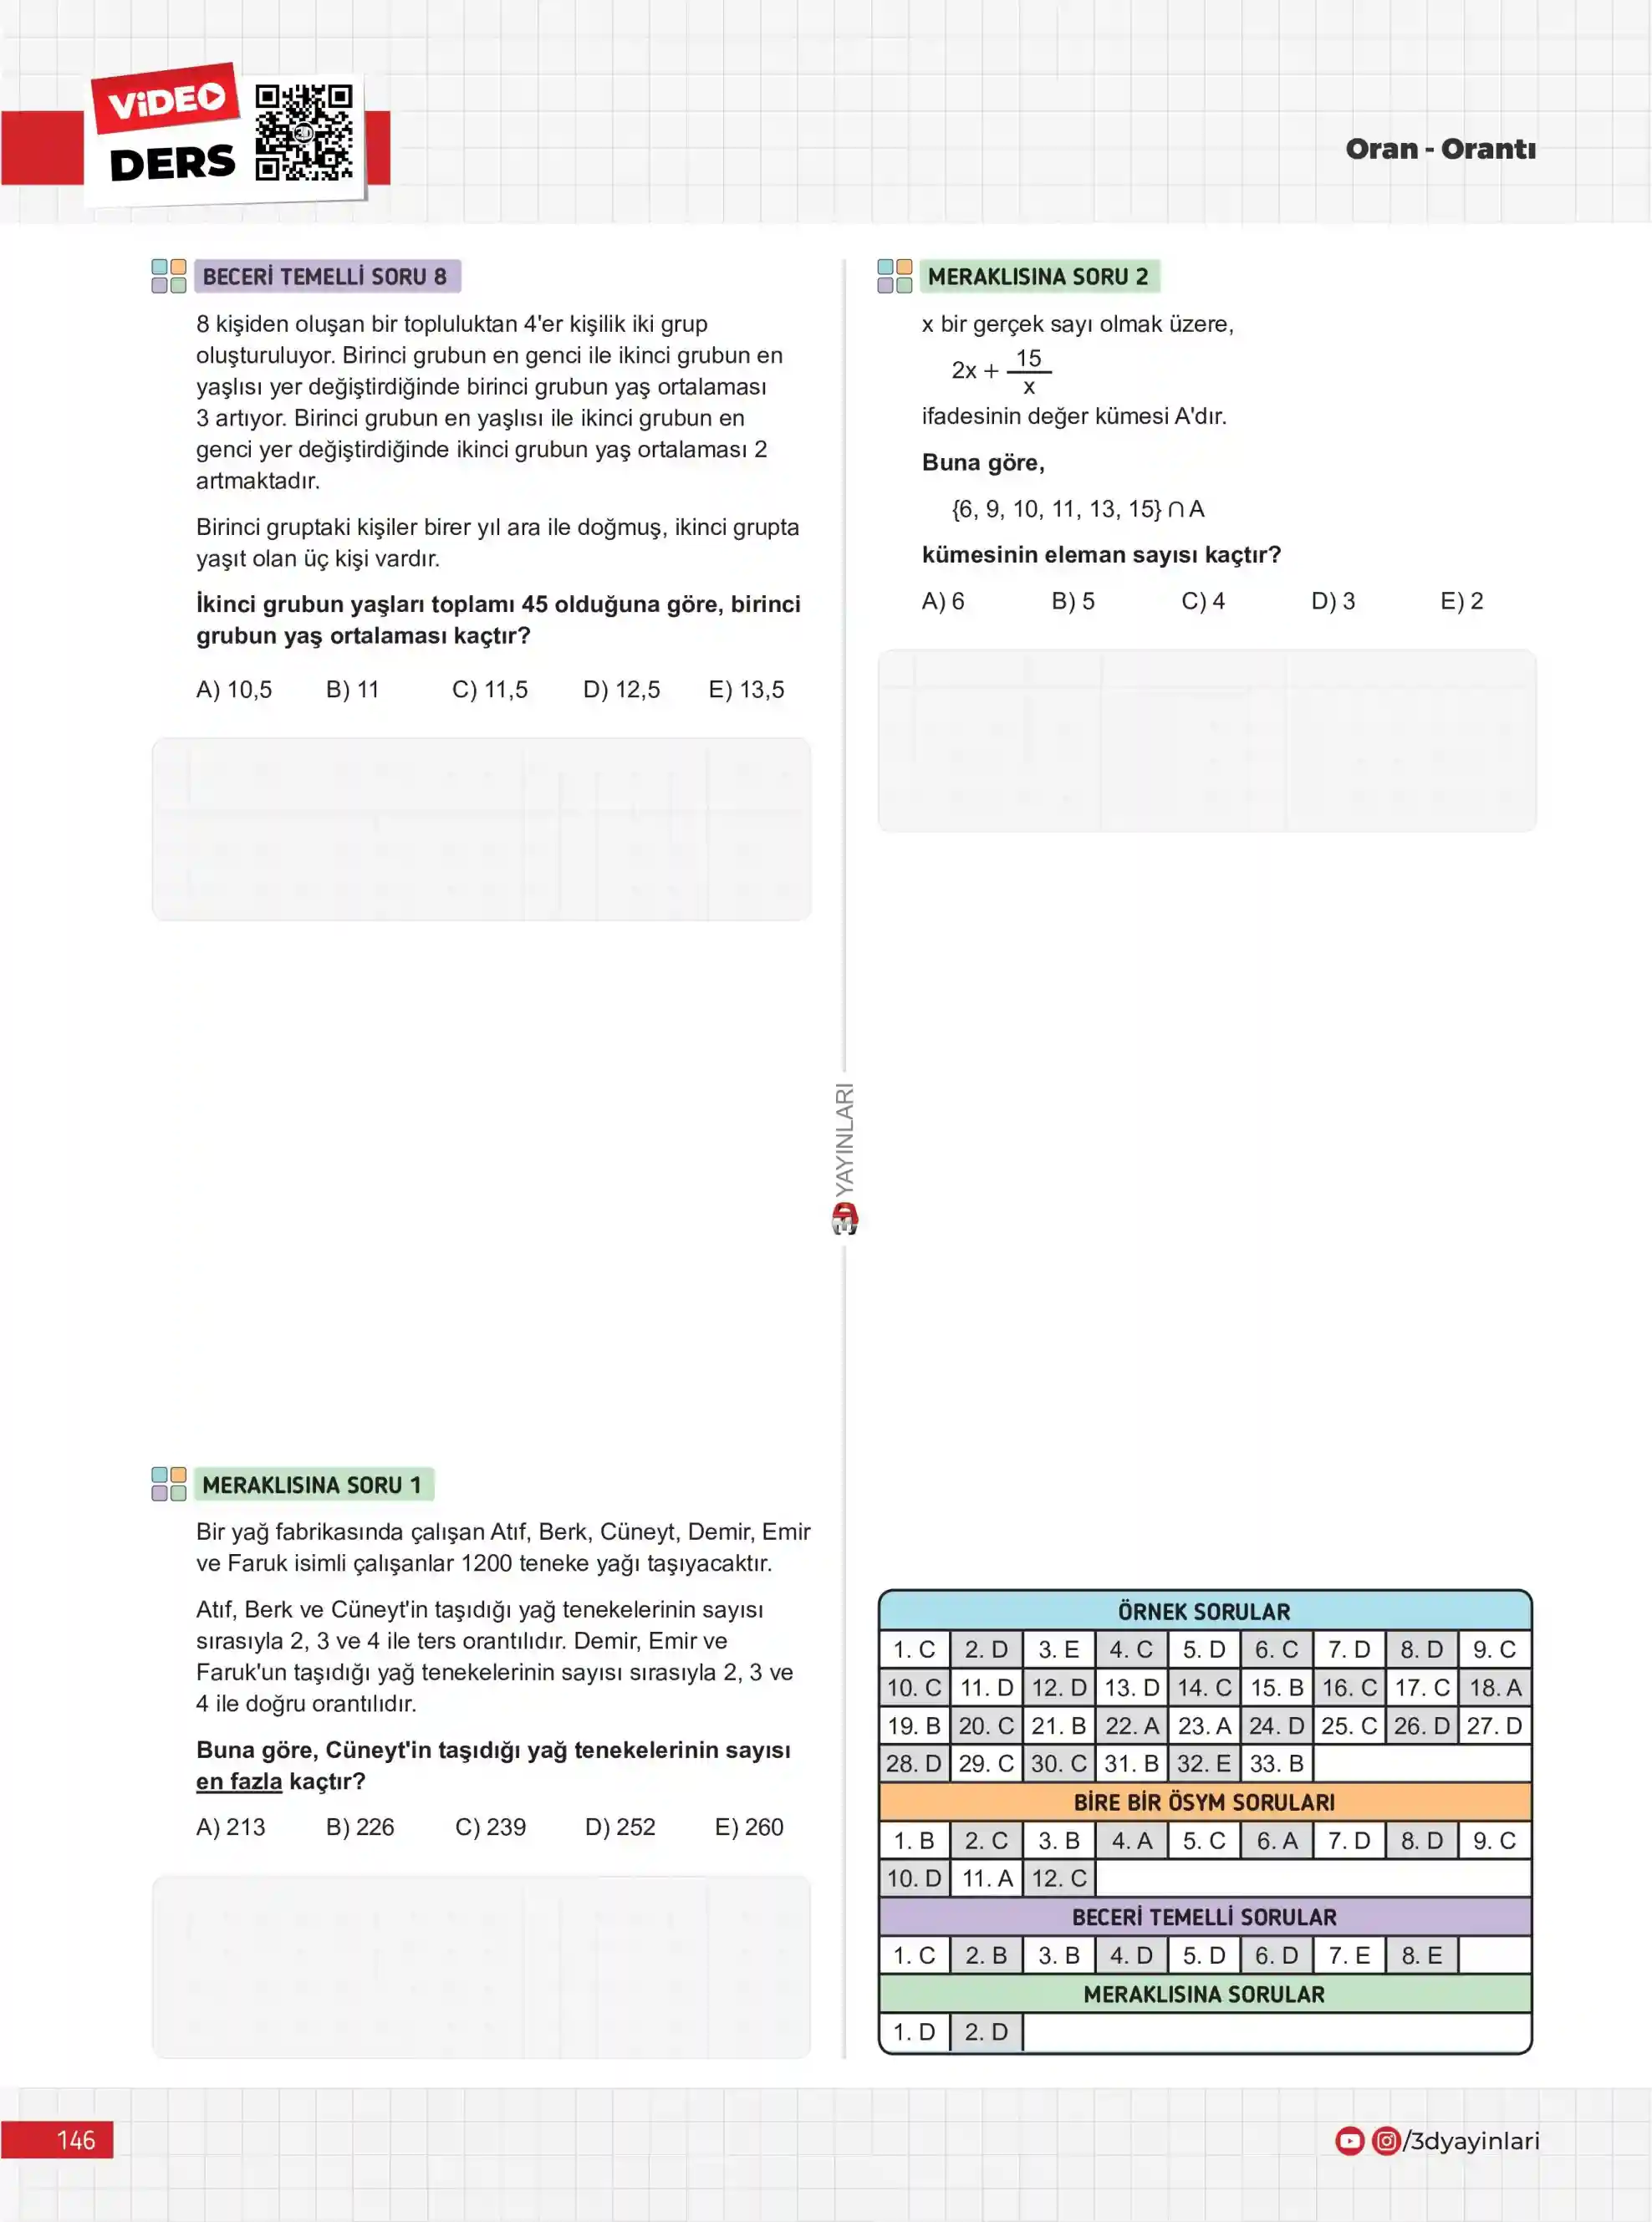 ViDEO
DERS
3D
Oran - Orantı
BECERİ TEMELLİ SORU 8
8 kişiden oluşan bir topluluktan 4'er kişilik iki grup
oluşturuluyor. Birinci grubun en genci ile ikinci grubun en
yaşlısı yer değiştirdiğinde birinci grubun yaş ortalaması
3 artıyor. Birinci grubun en yaşlısı ile ikinci grubun en
genci yer değiştirdiğinde ikinci grubun yaş ortalaması 2
artmaktadır.
Birinci gruptaki kişiler birer yıl ara ile doğmuş, ikinci grupta
yaşıt olan üç kişi vardır.
İkinci grubun yaşları toplamı 45 olduğuna göre, birinci
grubun yaş ortalaması kaçtır?
A) 10,5 B) 11 C) 11,5 D) 12,5 E) 13,5
MERAKLISINA SORU 1
Bir yağ fabrikasında çalışan Atıf, Berk, Cüneyt, Demir, Emir
ve Faruk isimli çalışanlar 1200 teneke yağı taşıyacaktır.
Atıf, Berk ve Cüneyt'in taşıdığı yağ tenekelerinin sayısı
sırasıyla 2, 3 ve 4 ile ters orantılıdır. Demir, Emir ve
Faruk'un taşıdığı yağ tenekelerinin sayısı sırasıyla 2, 3 ve
4 ile doğru orantılıdır.
Buna göre, Cüneyt'in taşıdığı yağ tenekelerinin sayısı
en fazla kaçtır?
A) 213 B) 226 C) 239 D) 252 E) 260
YAYINLARI
MERAKLISINA SORU 2
x bir gerçek sayı olmak üzere,
2x + 15/x
ifadesinin değer kümesi A'dır.
Buna göre,
{6, 9, 10, 11, 13, 15} ∩ A
kümesinin eleman sayısı kaçtır?
A) 6 B) 5 C) 4 D) 3 E) 2
ÖRNEK SORULAR
1. C 2. D 3. E 4. C 5. D 6. C 7. D 8. D 9. C
10. C 11. D 12. D 13. D 14. C 15. B 16. C 17. C 18. A
19. B 20. C 21. B 22. A 23. A 24. D 25. C 26. D 27. D
28. D 29. C 30. C 31. B 32. E 33. B
BİRE BİR ÖSYM SORULARI
1. B 2. C 3. B 4. A 5. C 6. A 7. D 8. D 9. C
10. D 11. A 12. C
BECERİ TEMELLİ SORULAR
1. C 2. B 3. B 4. D 5. D 6. D 7. E 8. E
MERAKLISINA SORULAR
1. D 2. D
146
/3dyayinlari